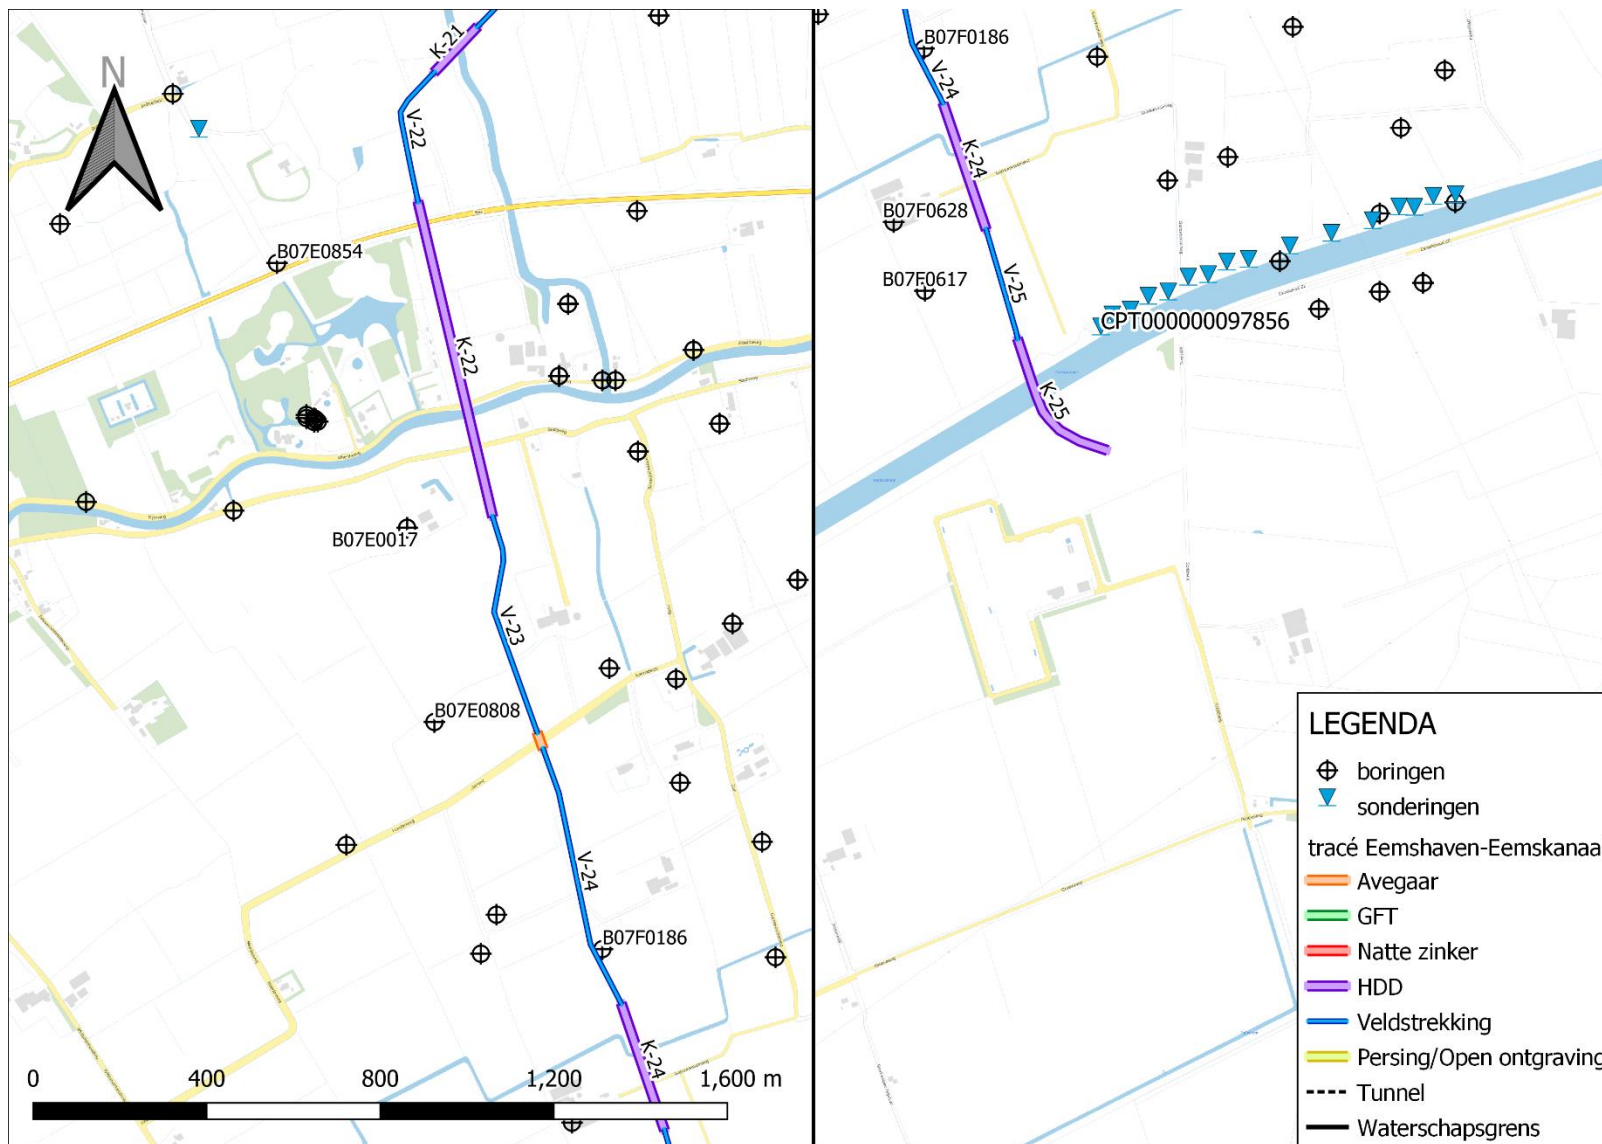 K-21
B07F0186
N
V-24
V-22
K-24
B07F0628
B07E0854
V-25
B07F0617
CPT000000097856
K-22
K-25
B07E0017
V-23
B07E0808
V-24
B07F0186
K-24
0 400 800 1,200 1,600 m
LEGENDA
boringen
sonderingen
tracé Eemshaven-Eemskanaa
Avegaar
GFT
Natte zinker
HDD
Veldstrekking
Persing/Open ontgraving
Tunnel
Waterschapsgrens